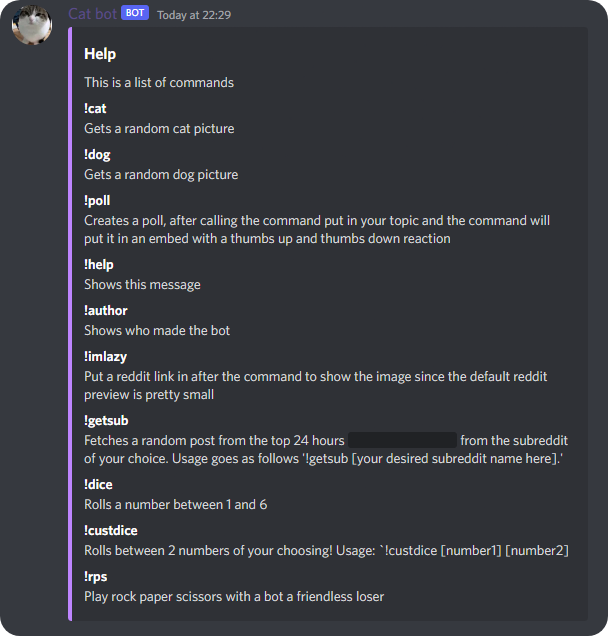 Cat bot BOT Today at 22:29
Help
This is a list of commands
!cat
Gets a random cat picture
!dog
Gets a random dog picture
!poll
Creates a poll, after calling the command put in your topic and the command will
put it in an embed with a thumbs up and thumbs down reaction
!help
Shows this message
!author
Shows who made the bot
!imlazy
Put a reddit link in after the command to show the image since the default reddit
preview is pretty small
!getsub
Fetches a random post from the top 24 hours from the subreddit
of your choice. Usage goes as follows '!getsub [your desired subreddit name here].'
!dice
Rolls a number between 1 and 6
!custdice
Rolls between 2 numbers of your choosing! Usage: `!custdice [number1] [number2]
!rps
Play rock paper scissors with a bot a friendless loser